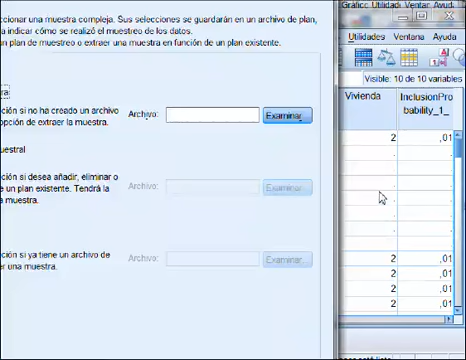 Gráficos Utilidades Ventana Ayuda
ccionar una muestra compleja. Sus selecciones se guardarán en un archivo de plan,
a indicar cómo se realizó el muestreo de los datos.
un plan de muestreo o extraer una muestra en función de un plan existente.
Utilidades Ventana Ayuda
Visible: 10 de 10 variables
ra
Vivienda
InclusionPro
bability_1_
ción si no ha creado un archivo
opción de extraer la muestra.
Archivo:
Examinar...
2 ,01
uestral
ción si desea añadir, eliminar o
e un plan existente. Tendrá la
a muestra.
Archivo:
Examinar...
ción si ya tiene un archivo de
er una muestra.
Archivo:
Examinar...
2 ,01
2 ,01
2 ,01
2 ,01